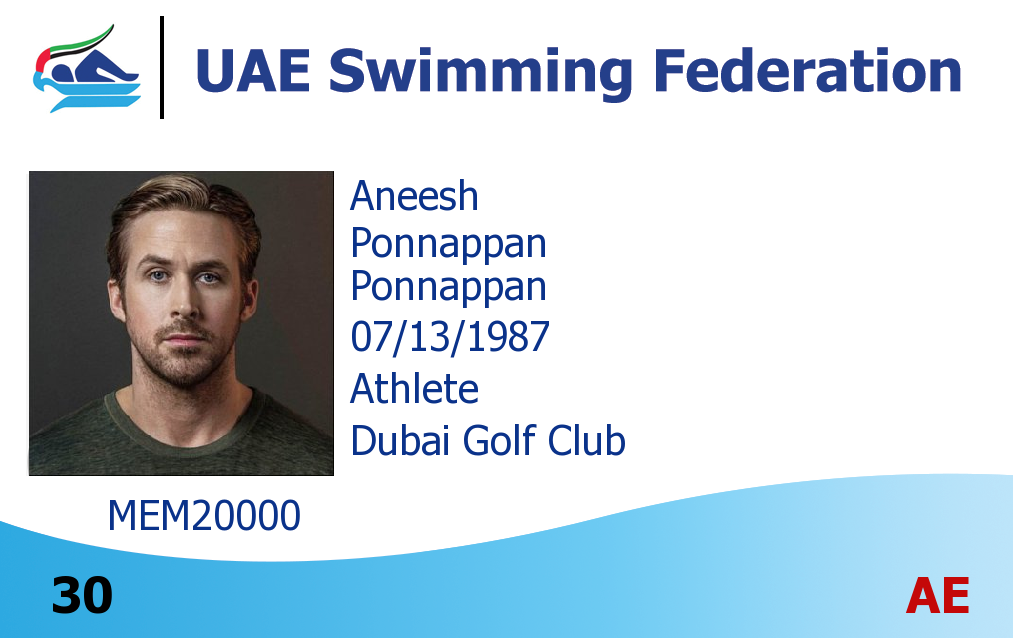 UAE Swimming Federation
Aneesh
Ponnappan
Ponnappan
07/13/1987
Athlete
Dubai Golf Club
MEM20000
30
AE